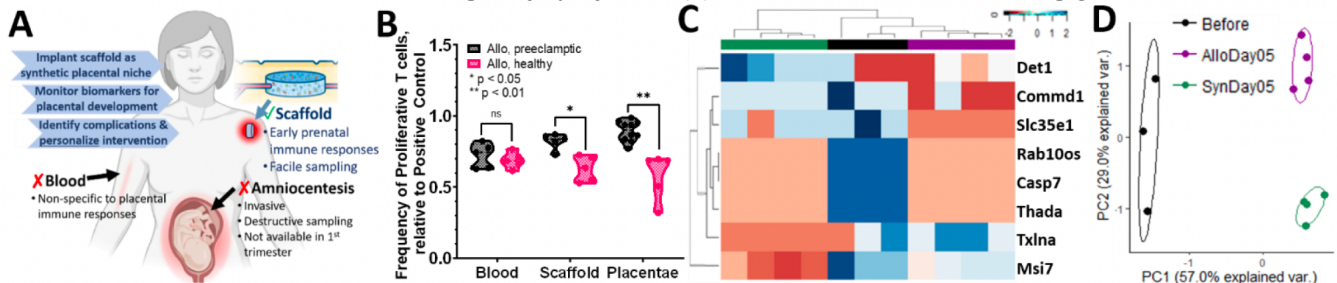 A
Implant scaffold as
synthetic placental niche
Monitor biomarkers for
placental development
Identify complications &
personalize intervention
✓Scaffold
• Early prenatal
immune responses
• Facile sampling
✗Blood
• Non-specific to placental
immune responses
✗Amniocentesis
• Invasive
• Destructive sampling
• Not available in 1st
trimester
B
Frequency of Proliferative T cells,
relative to Positive Control
1.5
1.0
0.5
0.0
Allo, preeclamptic
Allo, healthy
* p < 0.05
** p < 0.01
ns
*
**
Blood
Scaffold
Placentae
C
0
-2
-1
0
1
2
Det1
Commd1
Slc35e1
Rab10os
Casp7
Thada
Txlna
Msi7
D
Before
AlloDay05
SynDay05
PC2 (29.0% explained var.)
1
0
-1
-1
0
PC1 (57.0% explained var.)